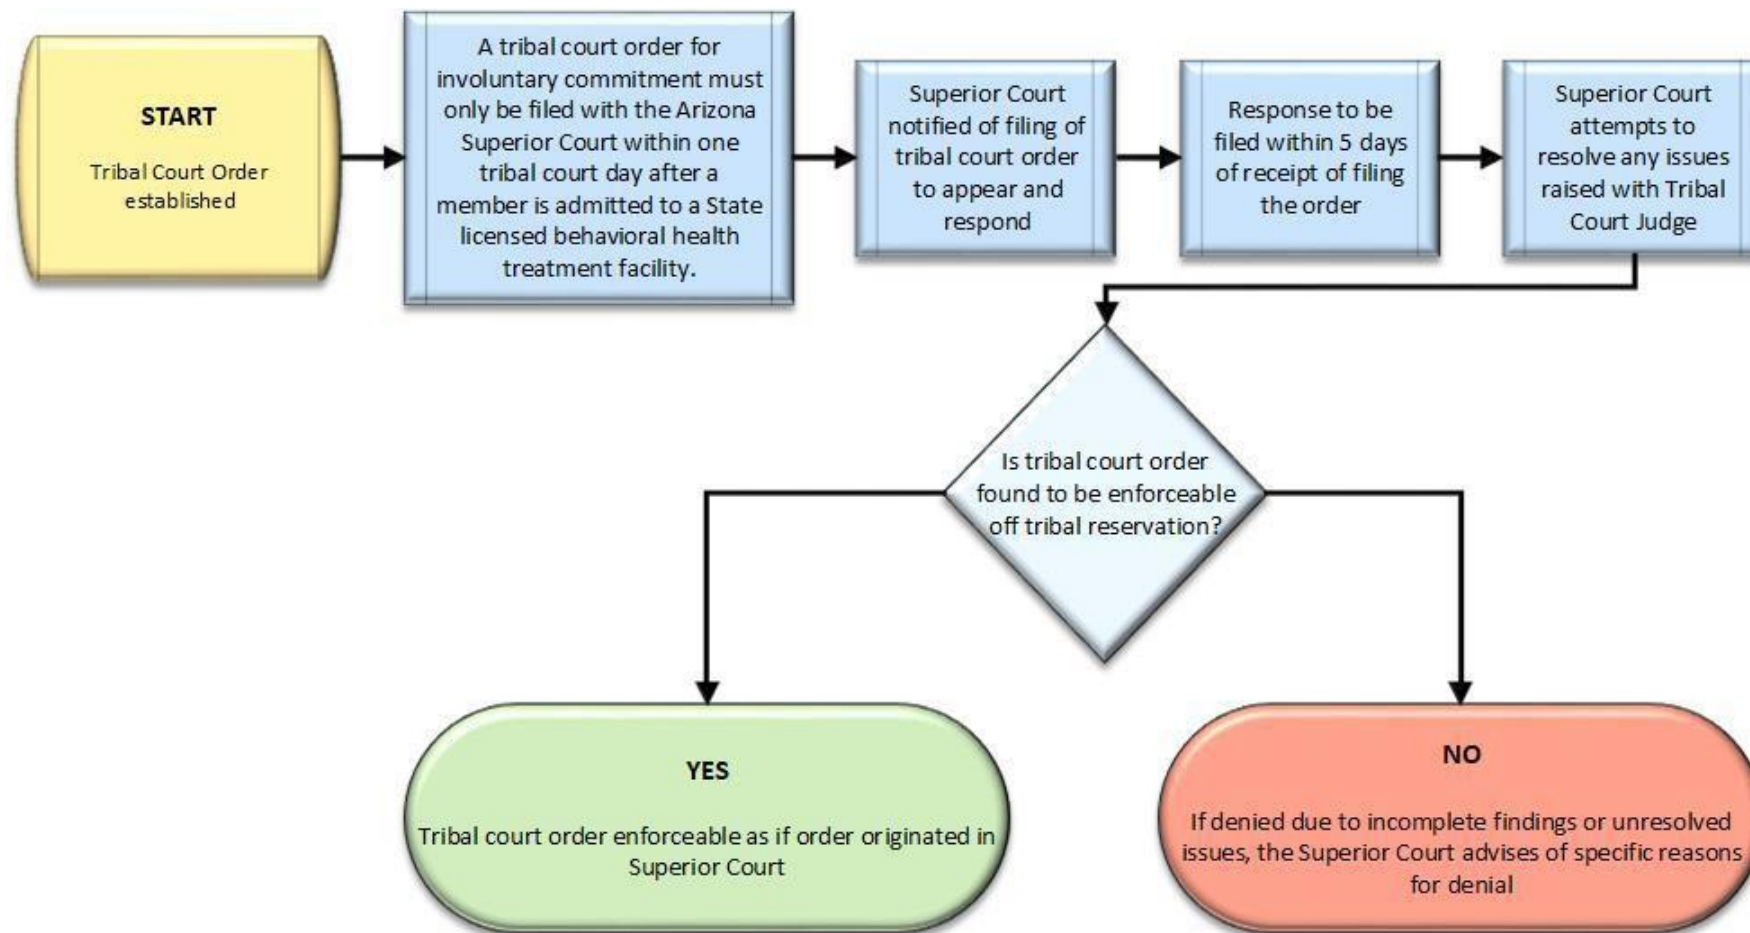 START
Tribal Court Order
established
A tribal court order for
involuntary commitment must
only be filed with the Arizona
Superior Court within one
tribal court day after a
member is admitted to a State
licensed behavioral health
treatment facility.
Superior Court
notified of filing of
tribal court order
to appear and
respond
Response to be
filed within 5 days
of receipt of filing
the order
Superior Court
attempts to
resolve any issues
raised with Tribal
Court Judge
Is tribal court order
found to be enforceable
off tribal reservation?
YES
Tribal court order enforceable as if order originated in
Superior Court
NO
If denied due to incomplete findings or unresolved
issues, the Superior Court advises of specific reasons
for denial